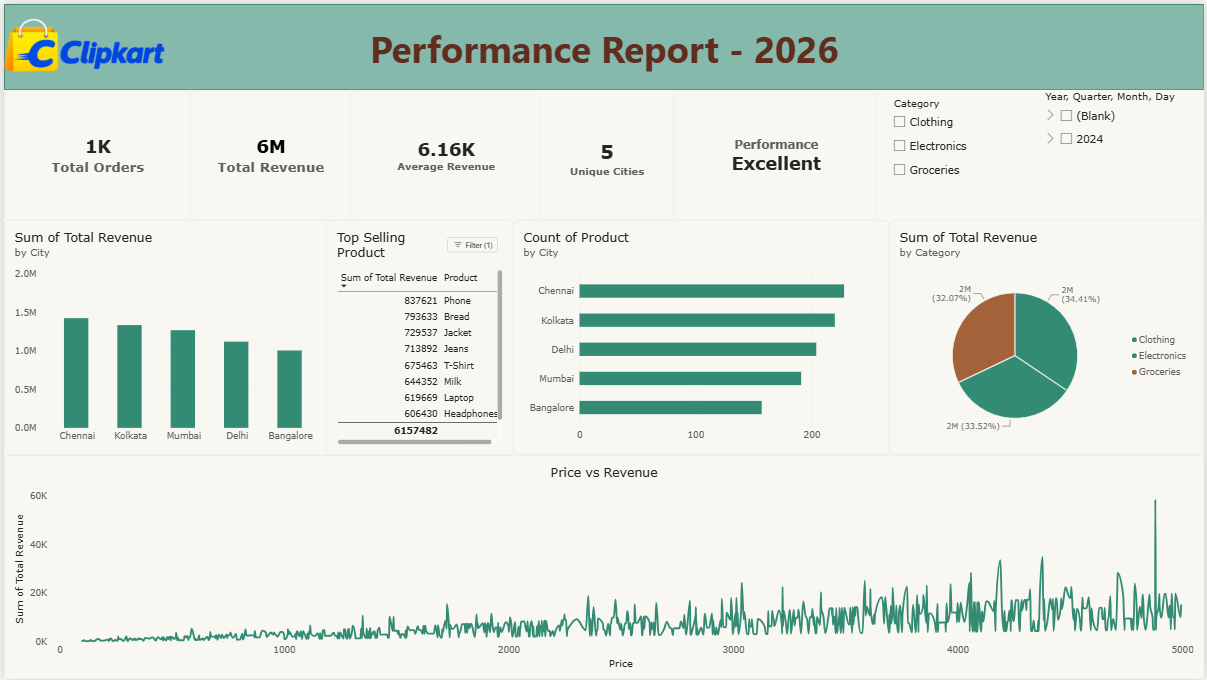 Clipkart
Performance Report - 2026
1K
Total Orders
6M
Total Revenue
6.16K
Average Revenue
5
Unique Cities
Performance
Excellent
Category
Clothing
Electronics
Groceries
Year, Quarter, Month, Day
(Blank)
2024
Sum of Total Revenue
by City
2.0M
1.5M
1.0M
0.5M
0.0M
Chennai Kolkata Mumbai Delhi Bangalore
Top Selling
Product
Filter (1)
Sum of Total Revenue Product
837621 Phone
793633 Bread
729537 Jacket
713892 Jeans
675463 T-Shirt
644352 Milk
619669 Laptop
606430 Headphones
6157482
Count of Product
by City
Chennai
Kolkata
Delhi
Mumbai
Bangalore
0 100 200
Sum of Total Revenue
by Category
2M
(32.07%)
2M
(34.41%)
2M (33.52%)
Clothing
Electronics
Groceries
Price vs Revenue
Sum of Total Revenue
60K
40K
20K
0K
0 1000 2000 3000 4000 5000
Price